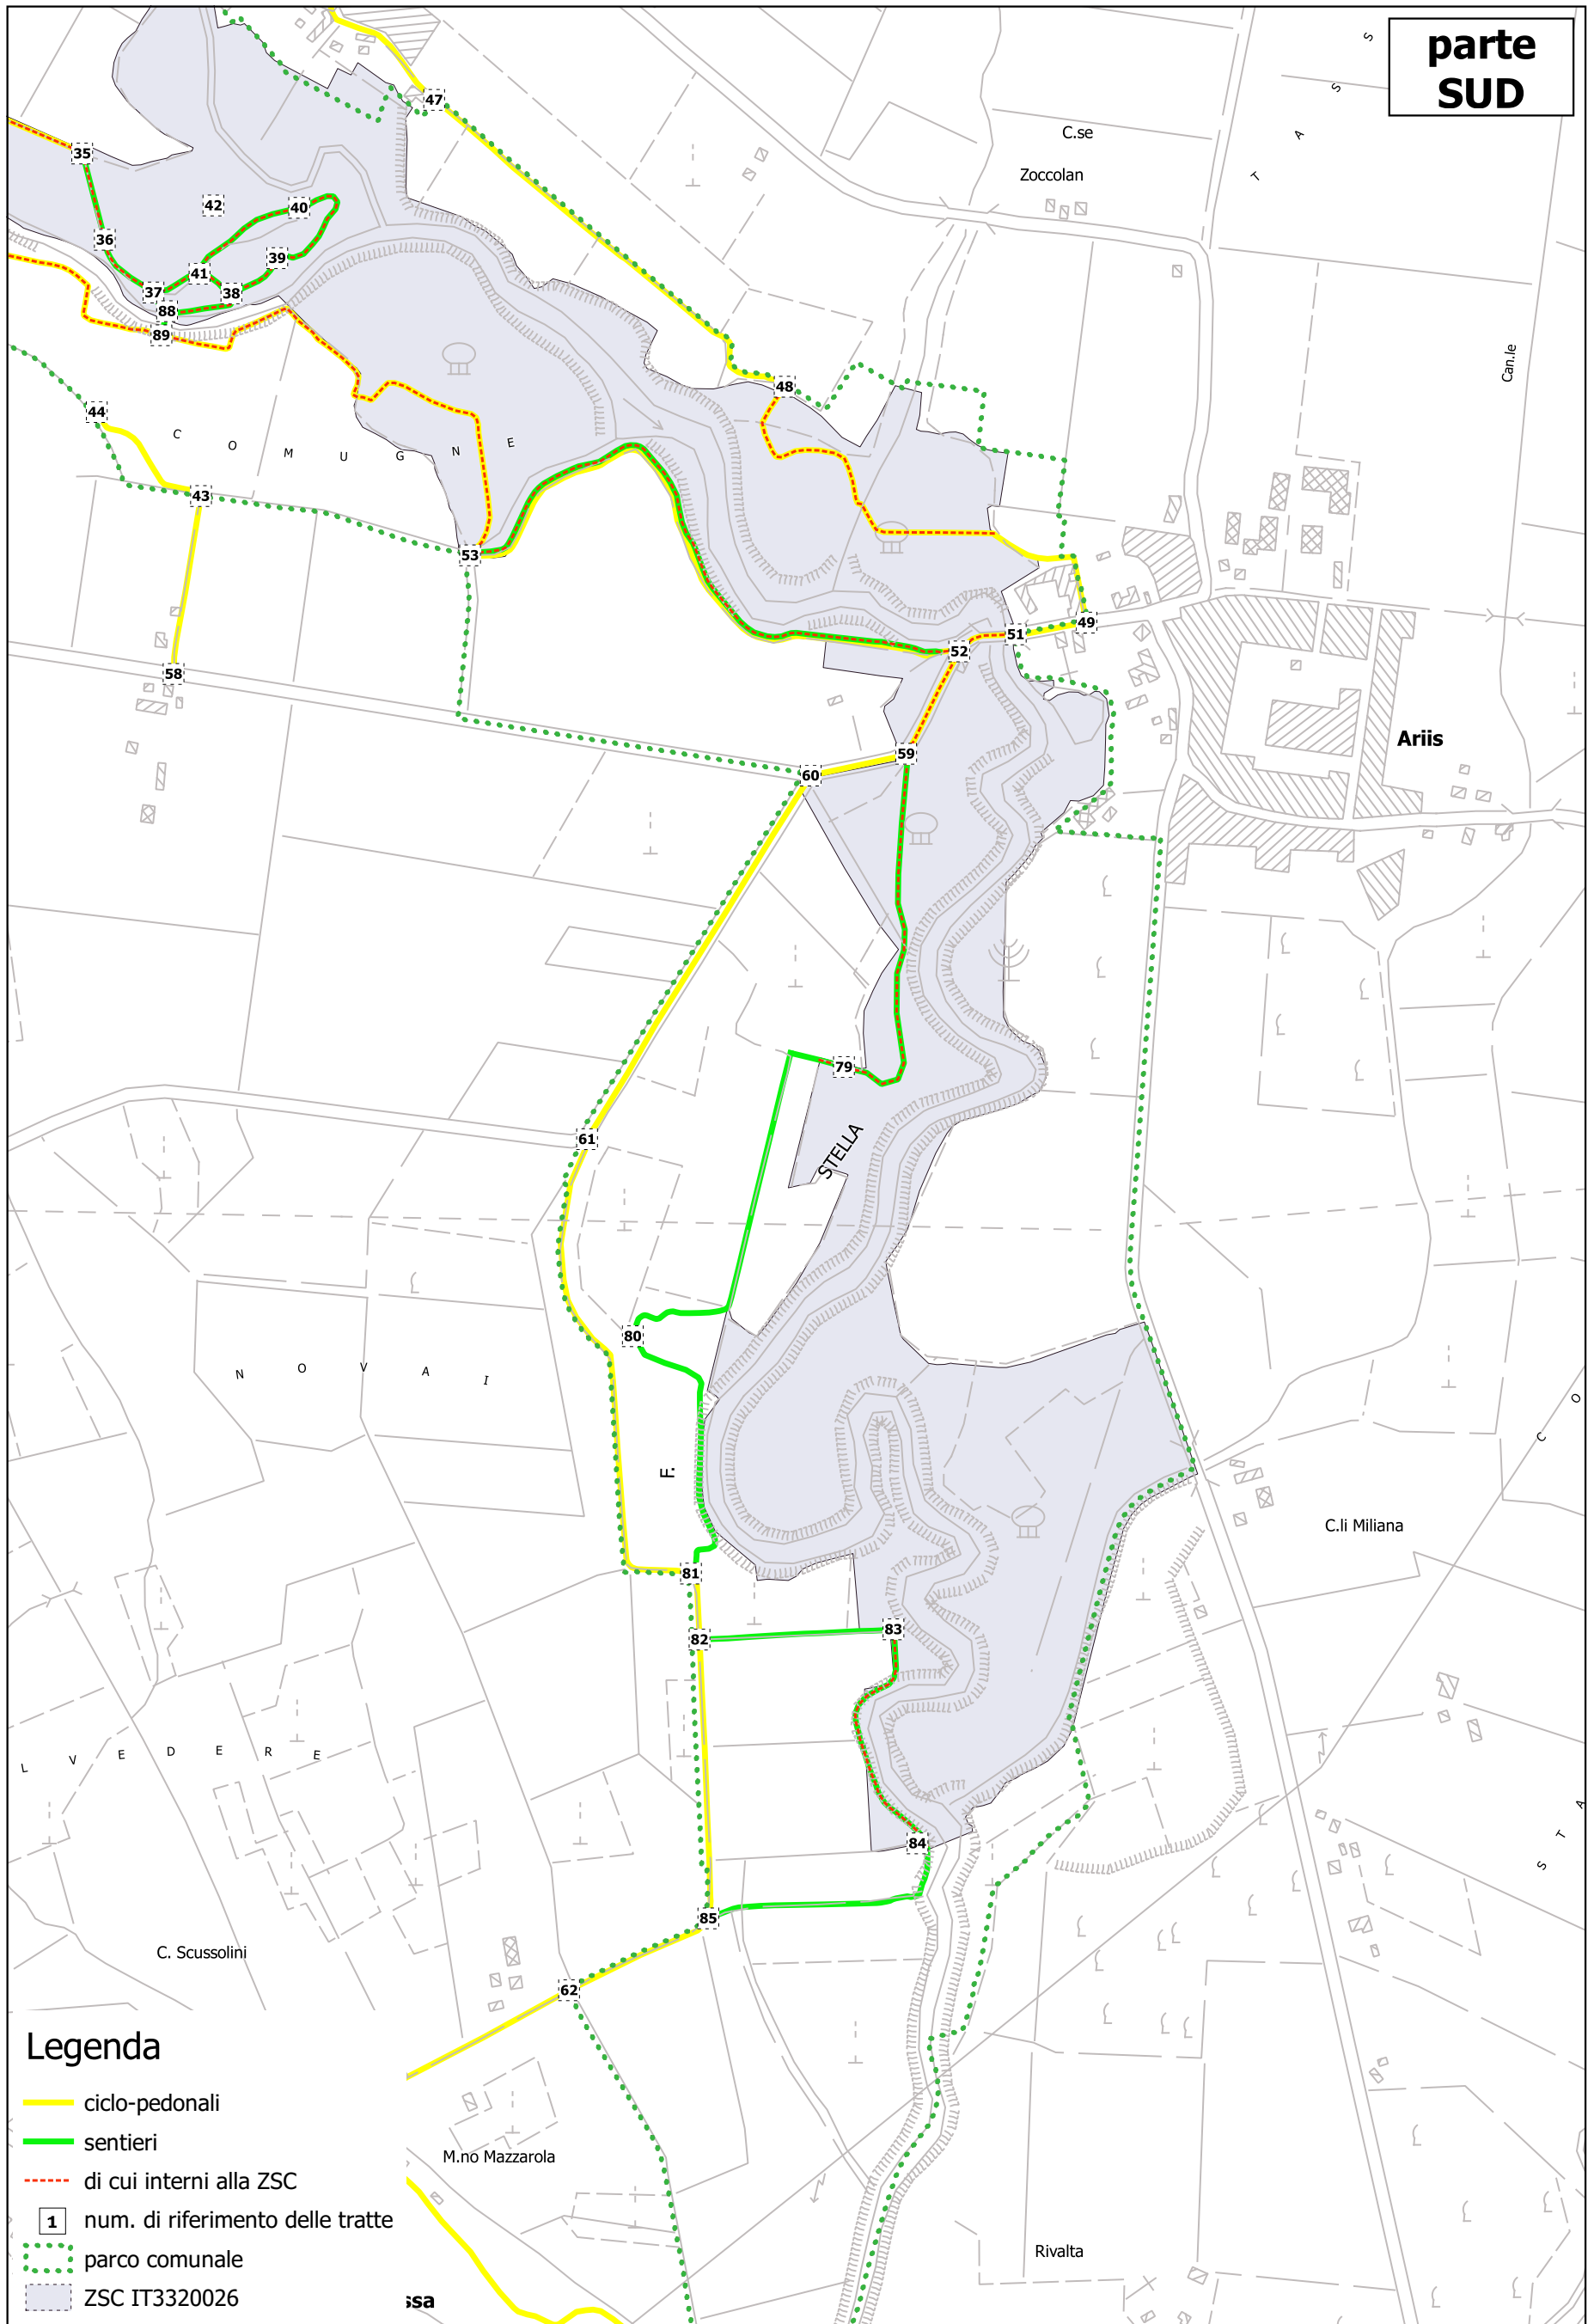 parte
SUD
S
S
A
T
C.se
Zoccolan
Can.le
47
35
42
40
36
41
39
37
38
88
89
48
44
C O M U G N E
43
53
49
51
52
58
59
60
Ariis
79
61
STELLA
80
N O V A I
F.
C.li Miliana
O
C
81
82
83
L V E D E R E
A
T
S
84
85
C. Scussolini
62
M.no Mazzarola
Rivalta
ssa
Legenda
ciclo-pedonali
sentieri
di cui interni alla ZSC
1 num. di riferimento delle tratte
parco comunale
ZSC IT3320026